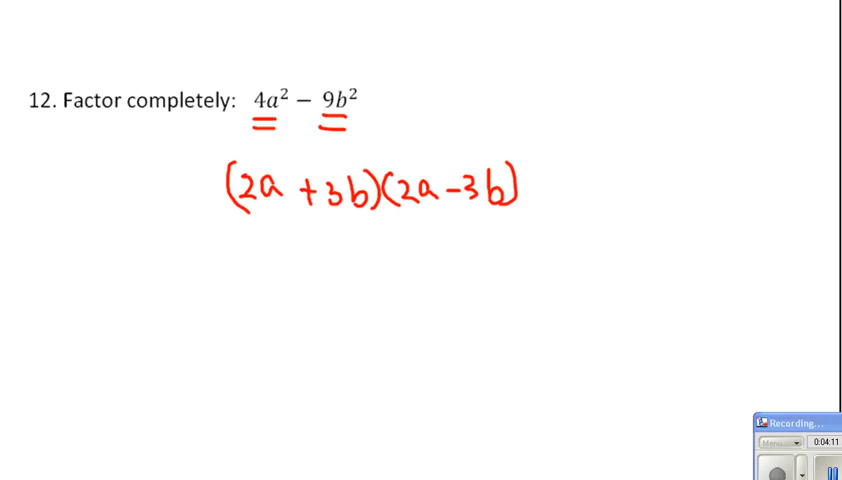 12. Factor completely: 4a² − 9b²
(2a +3b)(2a -3b)
Recording...
Menu
0:04:11